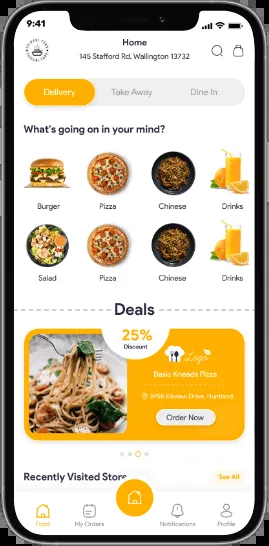 9:41
Home
145 Stafford Rd, Wallington 13732
Delivery
Take Away
Dine In
What's going on in your mind?
Burger
Pizza
Chinese
Drinks
Salad
Pizza
Chinese
Drinks
Deals
25%
Discount
Logo
Basic Kneads Pizza
3958 Ellview Drive, Huntland
Order Now
Recently Visited Store
See All
Food
My Orders
Notifications
Profile